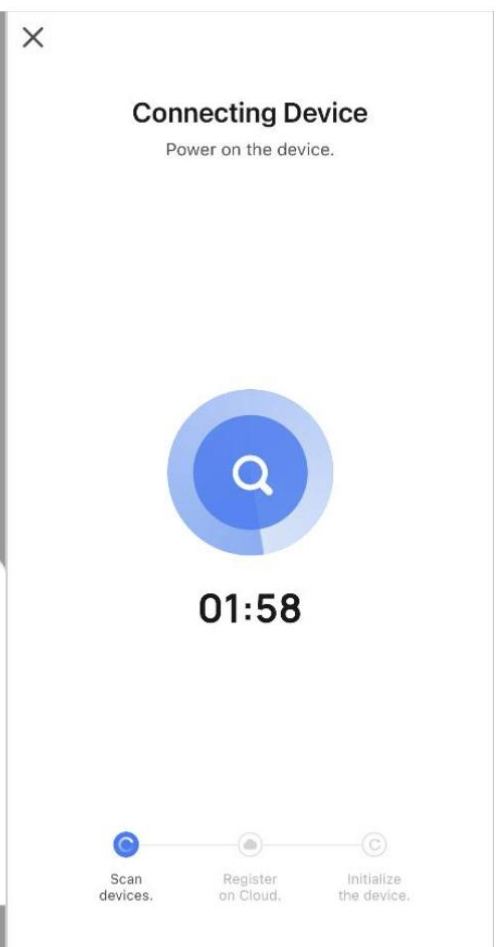 Connecting Device
Power on the device.
01:58
Scan
devices.
Register
on Cloud.
Initialize
the device.